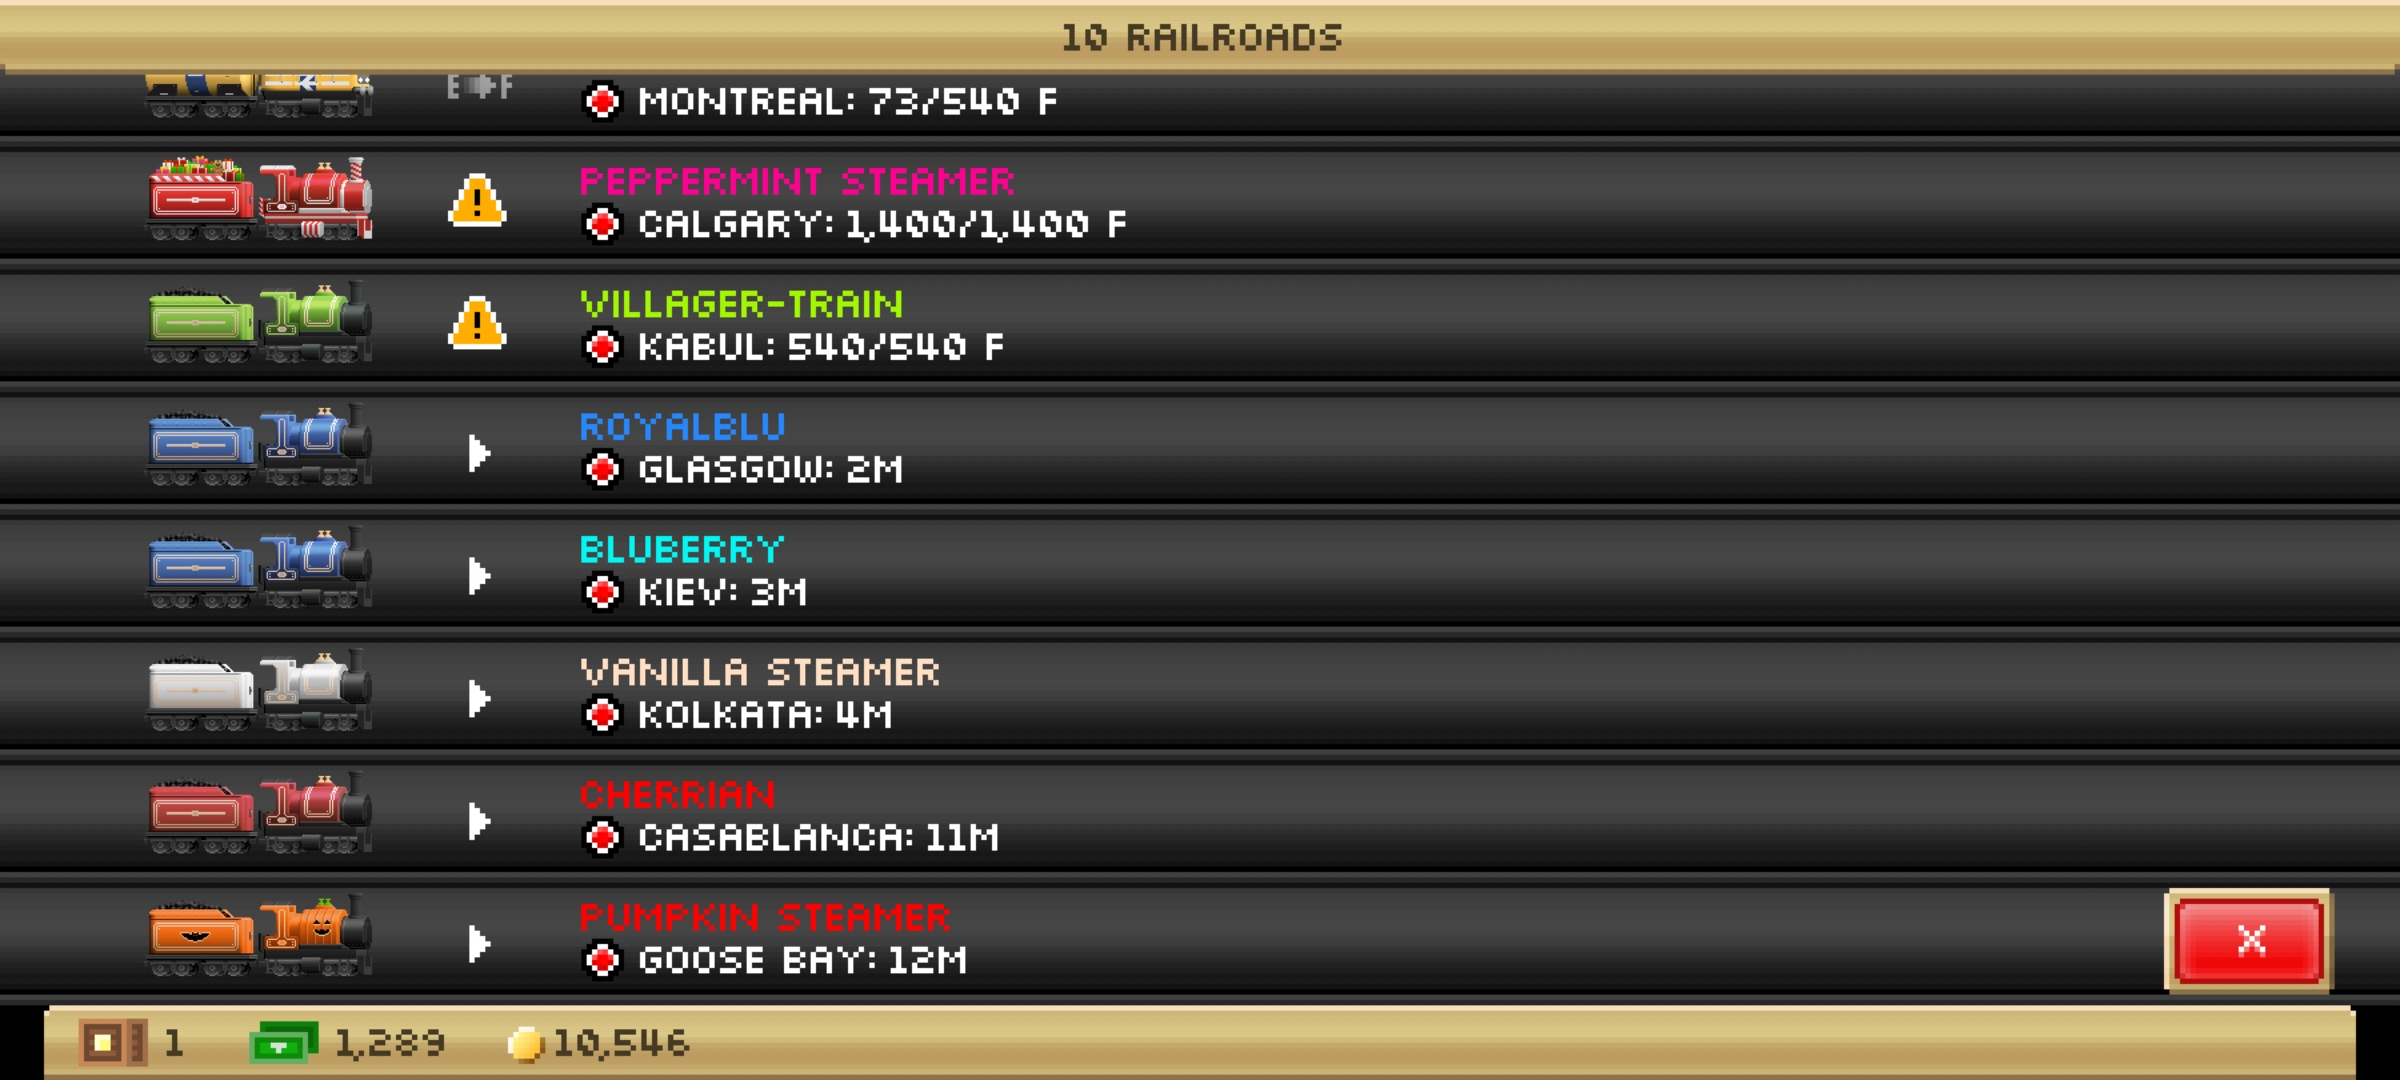 10 RAILROADS
E F
MONTREAL: 73/540 F
PEPPERMINT STEAMER
CALGARY: 1,400/1,400 F
VILLAGER-TRAIN
KABUL: 540/540 F
ROYALBLU
GLASGOW: 2M
BLUBERRY
KIEV: 3M
VANILLA STEAMER
KOLKATA: 4M
CHERRIAN
CASABLANCA: 11M
PUMPKIN STEAMER
GOOSE BAY: 12M
X
1 1,289 10,546